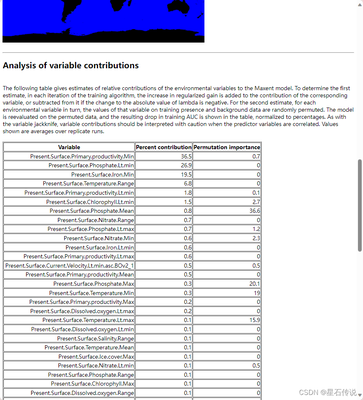 Analysis of variable contributions
The following table gives estimates of relative contributions of the environmental variables to the Maxent model. To determine the first
estimate, in each iteration of the training algorithm, the increase in regularized gain is added to the contribution of the corresponding
variable, or subtracted from it if the change to the absolute value of lambda is negative. For the second estimate, for each
environmental variable in turn, the values of that variable on training presence and background data are randomly permuted. The model
is reevaluated on the permuted data, and the resulting drop in training AUC is shown in the table, normalized to percentages. As with
the variable jackknife, variable contributions should be interpreted with caution when the predictor variables are correlated. Values
shown are averages over replicate runs.
Variable Percent contribution Permutation importance
Present.Surface.Primary.productivity.Min 36.5 0.7
Present.Surface.Phosphate.Lt.min 26.9 0
Present.Surface.Iron.Min 19.5 0
Present.Surface.Temperature.Range 6.8 0
Present.Surface.Primary.productivity.Lt.min 1.8 0.1
Present.Surface.Chlorophyll.Lt.min 1.5 2.7
Present.Surface.Phosphate.Mean 0.8 36.6
Present.Surface.Nitrate.Range 0.7 0
Present.Surface.Phosphate.Lt.max 0.7 1.2
Present.Surface.Nitrate.Min 0.6 2.3
Present.Surface.Iron.Lt.min 0.6 0
Present.Surface.Primary.productivity.Lt.max 0.6 0
Present.Surface.Current.Velocity.Lt.min.asc.BOv2_1 0.5 0.5
Present.Surface.Primary.productivity.Mean 0.5 0
Present.Surface.Phosphate.Max 0.3 20.1
Present.Surface.Temperature.Min 0.3 19
Present.Surface.Primary.productivity.Max 0.2 0
Present.Surface.Dissolved.oxygen.Lt.max 0.2 0
Present.Surface.Temperature.Lt.max 0.1 15.9
Present.Surface.Dissolved.oxygen.Lt.min 0.1 0
Present.Surface.Salinity.Range 0.1 0
Present.Surface.Temperature.Mean 0.1 0
Present.Surface.Ice.cover.Max 0.1 0
Present.Surface.Nitrate.Lt.min 0.1 0.5
Present.Surface.Phosphate.Range 0.1 0
Present.Surface.Chlorophyll.Max 0.1 0
Present.Surface.Dissolved.oxygen.Range 0.1 0
CSDN @星石传说